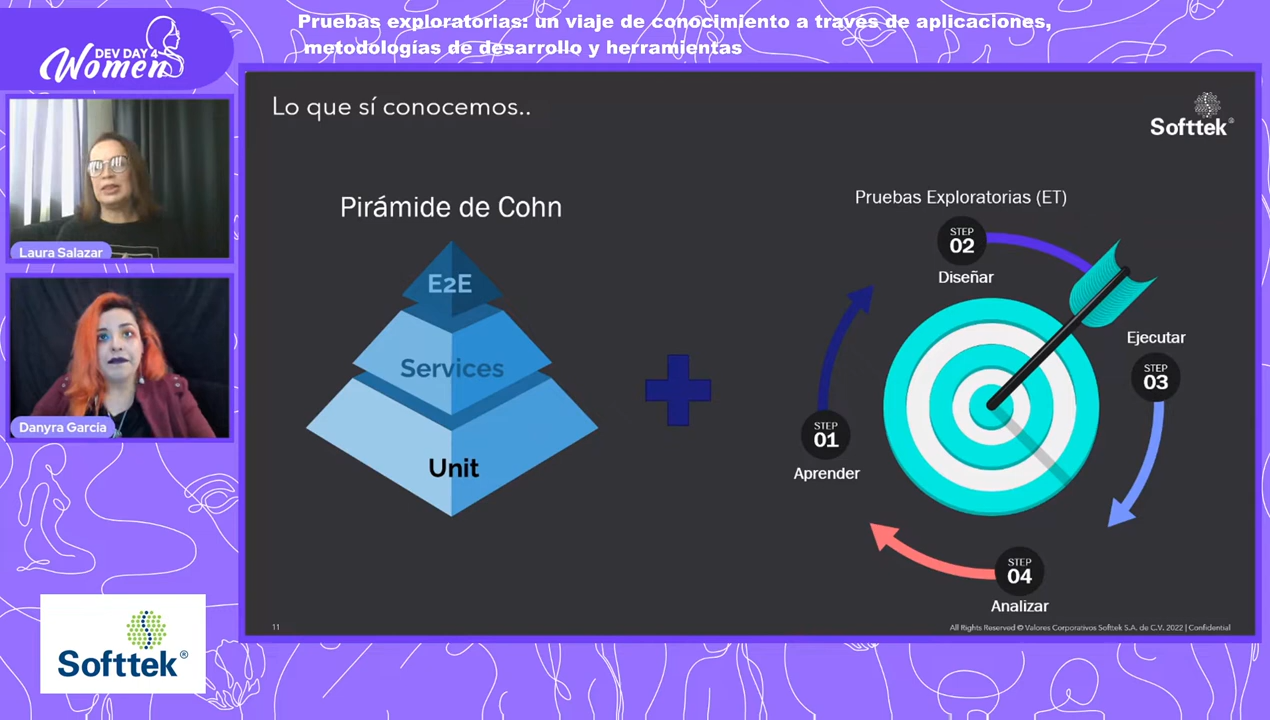 Pruebas exploratorias: un viaje de conocimiento a través de aplicaciones,
metodologías de desarrollo y herramientas
DEV DAY 4
Women
Laura Salazar
Danyra García
Softtek®
Lo que sí conocemos..
Softtek®
Pirámide de Cohn
E2E
Services
Unit
Pruebas Exploratorias (ET)
STEP
02
Diseñar
Ejecutar
STEP
03
STEP
01
Aprender
STEP
04
Analizar
11
All Rights Reserved © Valores Corporativos Softtek S.A. de C.V. 2022 | Confidential